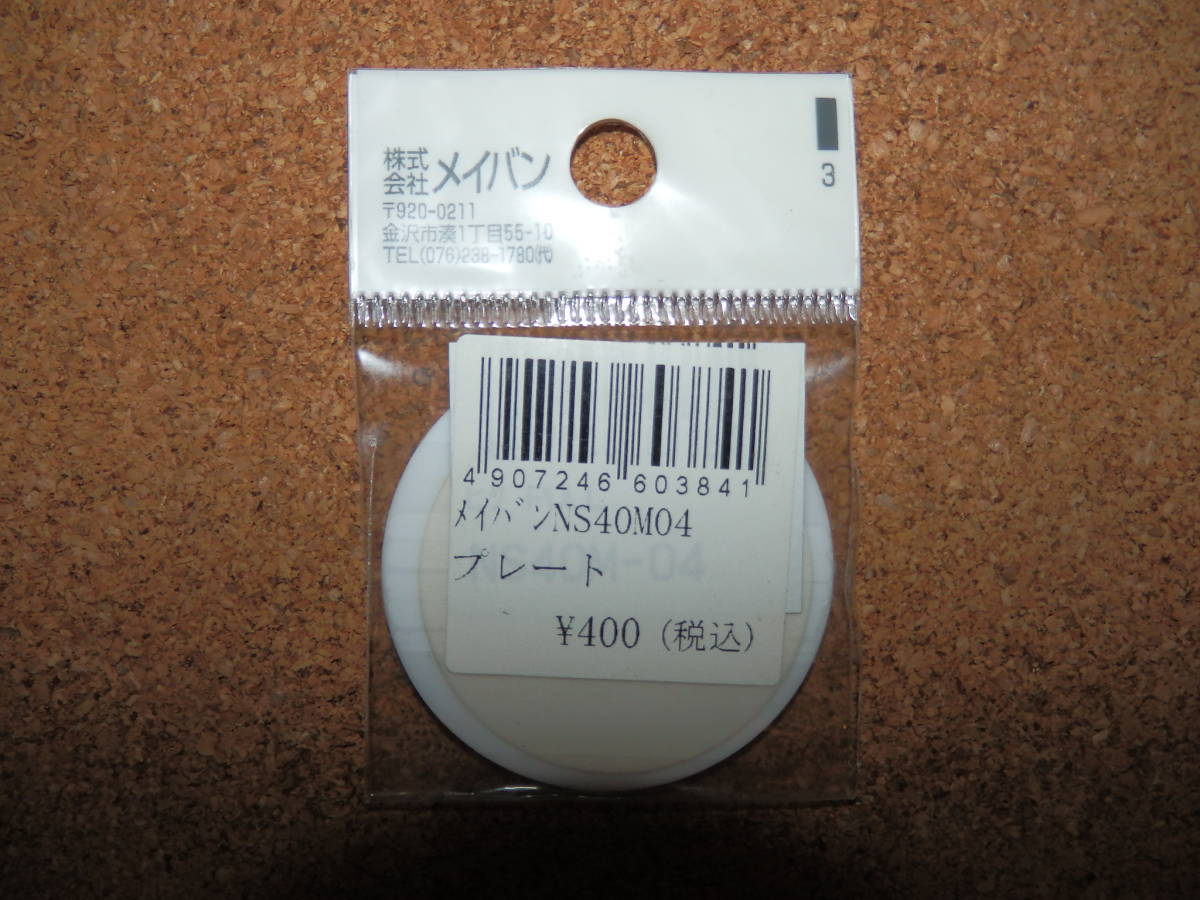 株式会社 メイバン
〒920-0211
金沢市湊1丁目55-10
TEL(076)238-1780㈹
3
4 907246 603841
ﾒｲﾊﾞﾝNS40M04
NS40M-04
プレート
¥400 (税込)